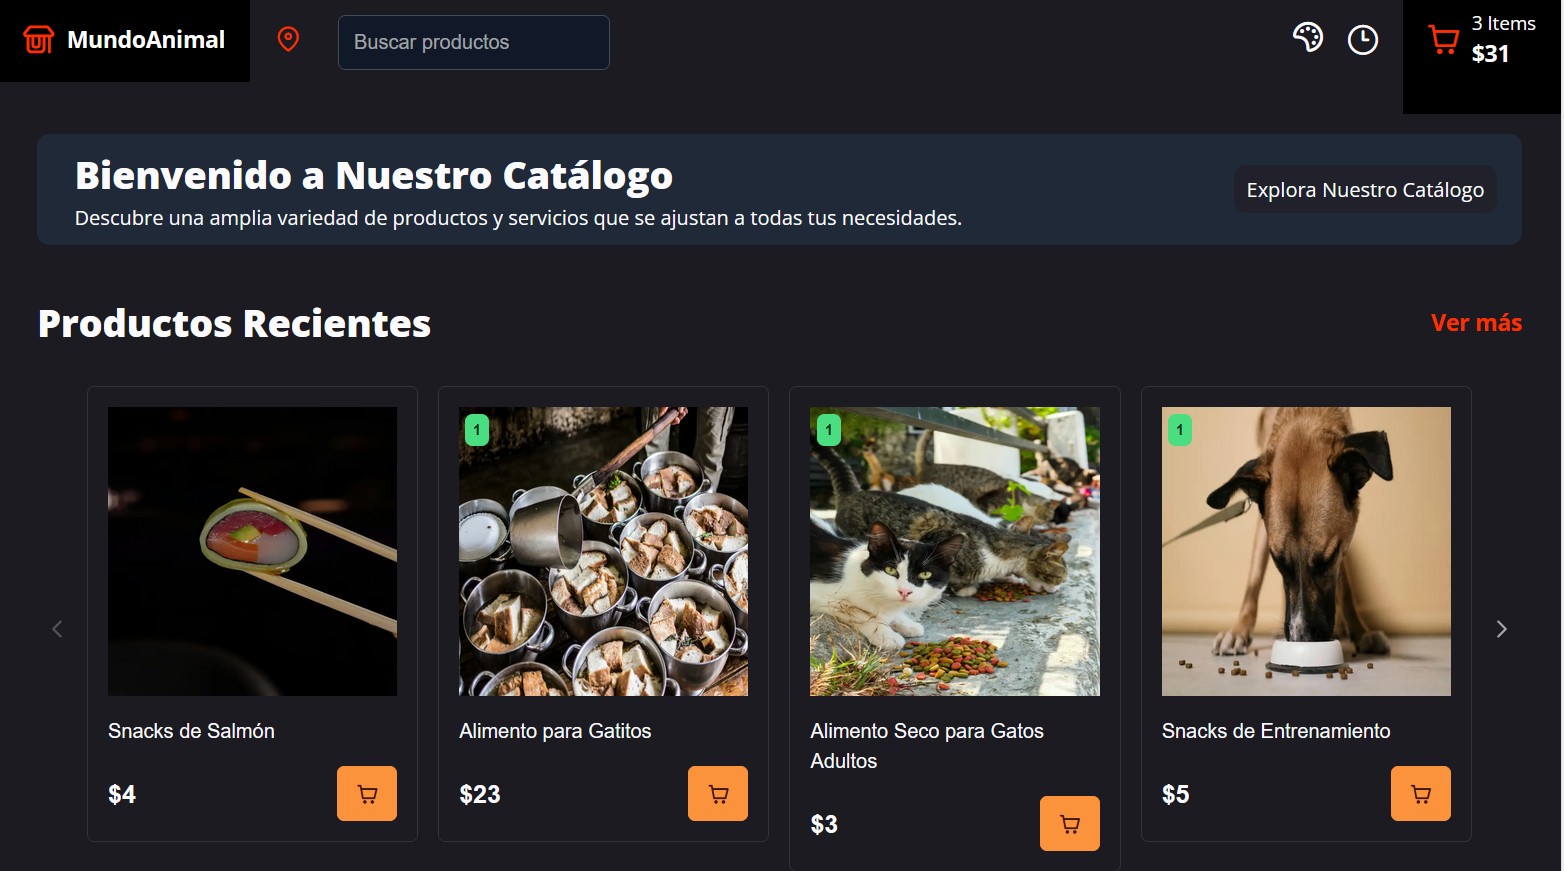 MundoAnimal
Buscar productos
3 Items
$31
Bienvenido a Nuestro Catálogo
Descubre una amplia variedad de productos y servicios que se ajustan a todas tus necesidades.
Explora Nuestro Catálogo
Productos Recientes
Ver más
Snacks de Salmón
$4
1
Alimento para Gatitos
$23
1
Alimento Seco para Gatos
Adultos
$3
1
Snacks de Entrenamiento
$5